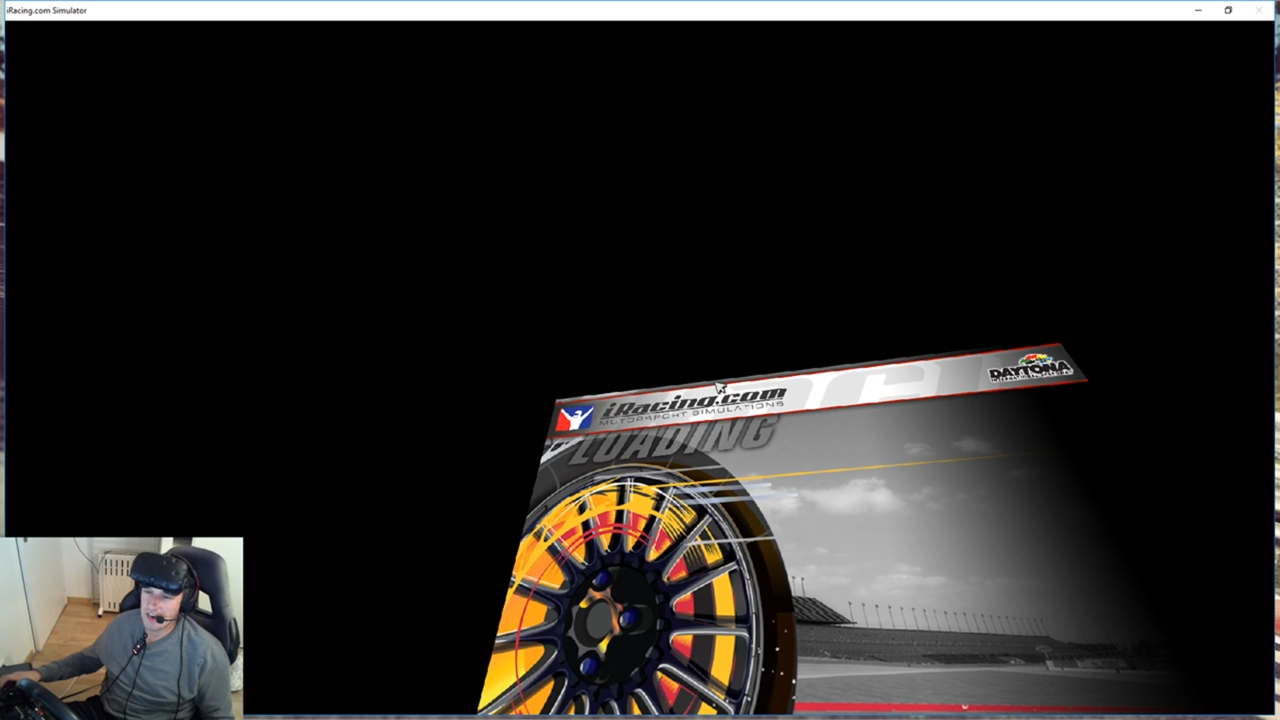 iRacing.com Simulator
iRacing.com
MOTORSPORT SIMULATIONS
DAYTONA
LOADING